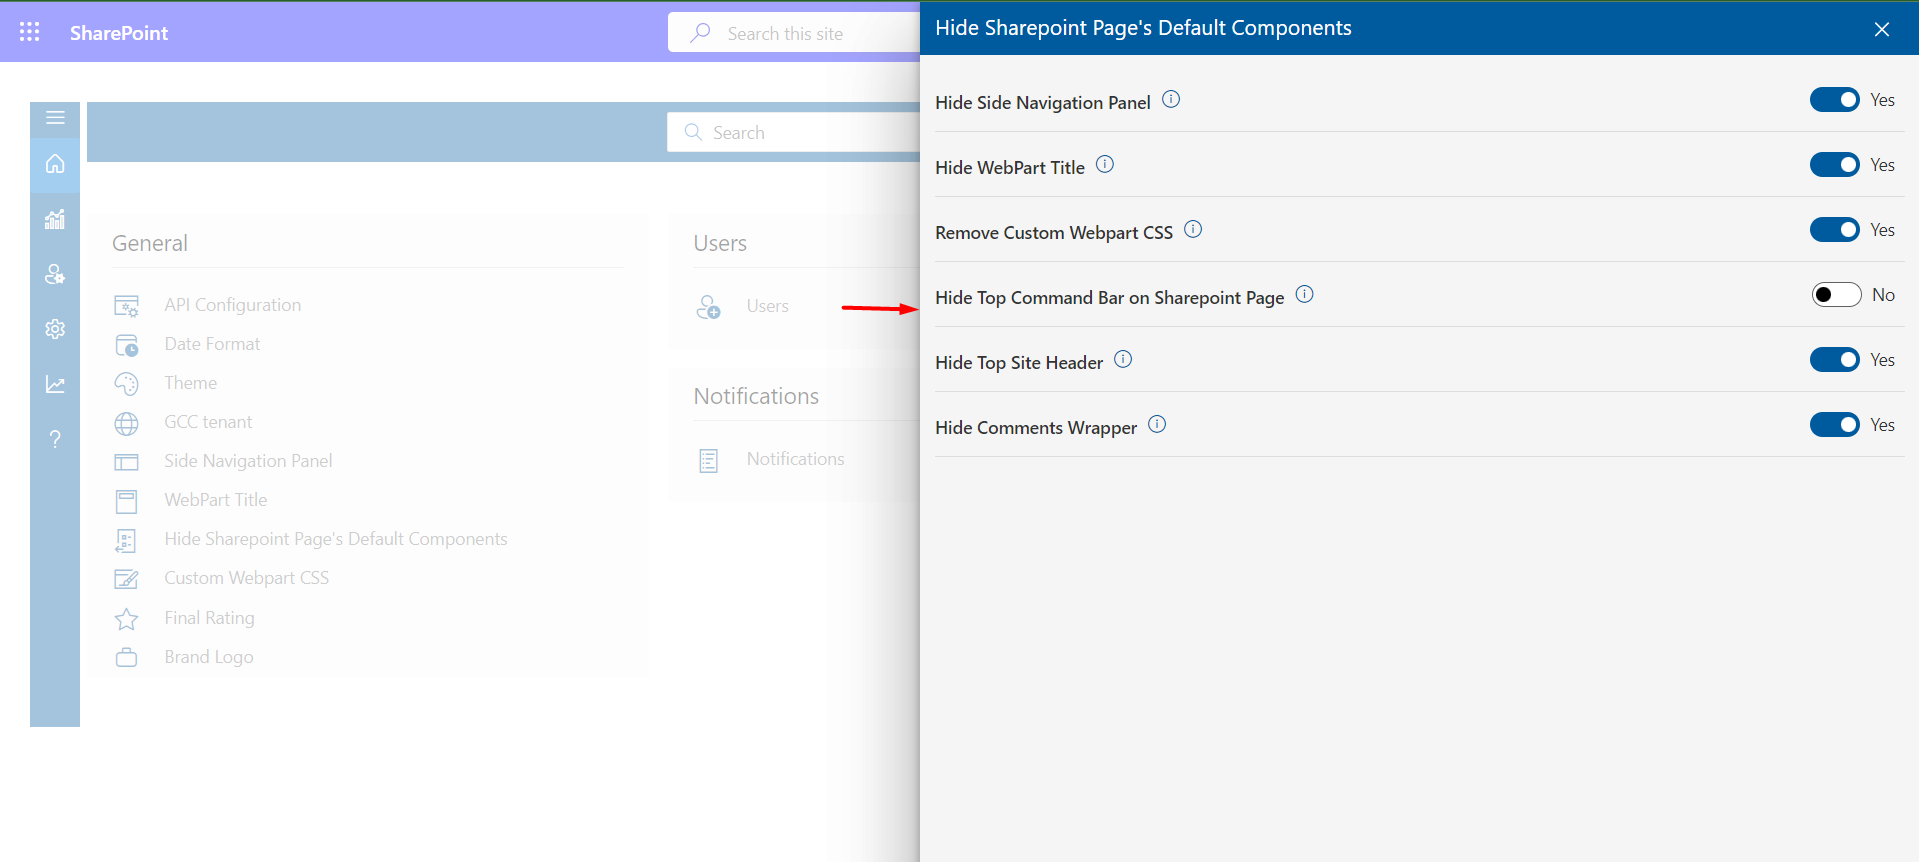 SharePoint
Search this site
Search
General
API Configuration
Date Format
Theme
GCC tenant
Side Navigation Panel
WebPart Title
Hide Sharepoint Page's Default Components
Custom Webpart CSS
Final Rating
Brand Logo
Users
Users
Notifications
Notifications
Hide Sharepoint Page's Default Components
Hide Side Navigation Panel Yes
Hide WebPart Title Yes
Remove Custom Webpart CSS Yes
Hide Top Command Bar on Sharepoint Page No
Hide Top Site Header Yes
Hide Comments Wrapper Yes